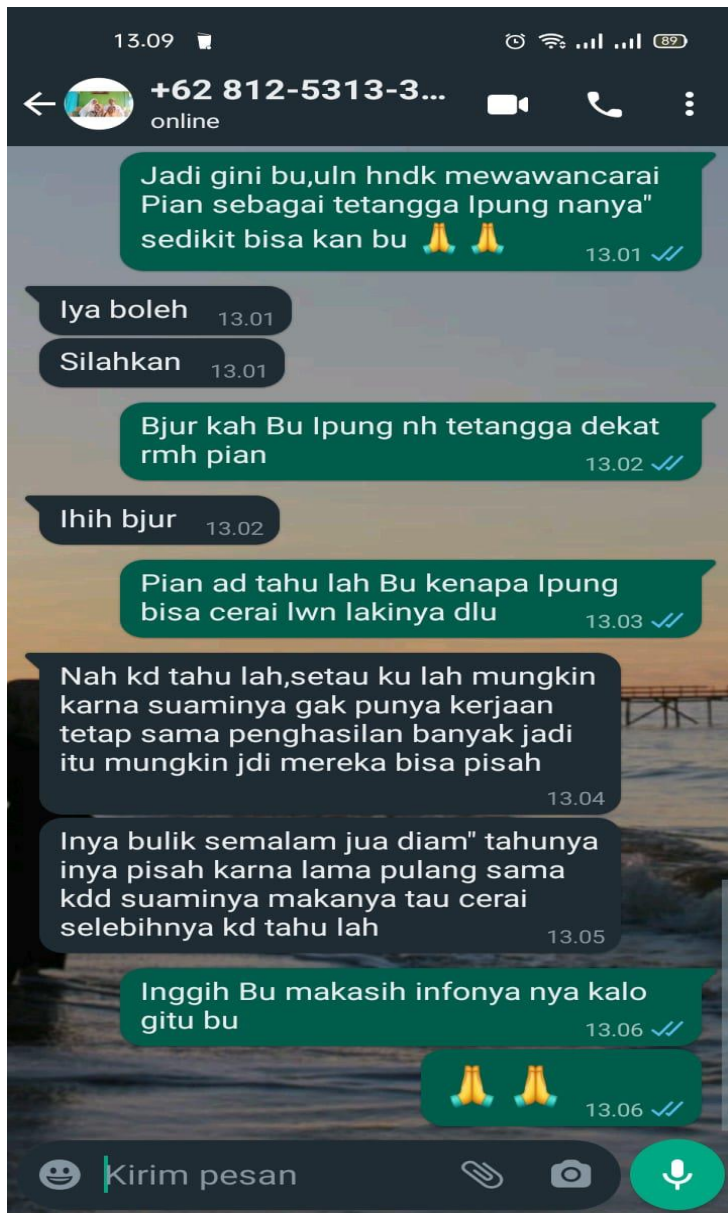 13.09
89
+62 812-5313-3...
online
Jadi gini bu,uln hndk mewawancarai
Pian sebagai tetangga Ipung nanya"
sedikit bisa kan bu 🙏 🙏
13.01
Iya boleh
13.01
Silahkan
13.01
Bjur kah Bu Ipung nh tetangga dekat
rmh pian
13.02
Ihih bjur
13.02
Pian ad tahu lah Bu kenapa Ipung
bisa cerai lwn lakinya dlu
13.03
Nah kd tahu lah,setau ku lah mungkin
karna suaminya gak punya kerjaan
tetap sama penghasilan banyak jadi
itu mungkin jdi mereka bisa pisah
13.04
Inya bulik semalam jua diam" tahunya
inya pisah karna lama pulang sama
kdd suaminya makanya tau cerai
selebihnya kd tahu lah
13.05
Inggih Bu makasih infonya nya kalo
gitu bu
13.06
🙏 🙏
13.06
Kirim pesan